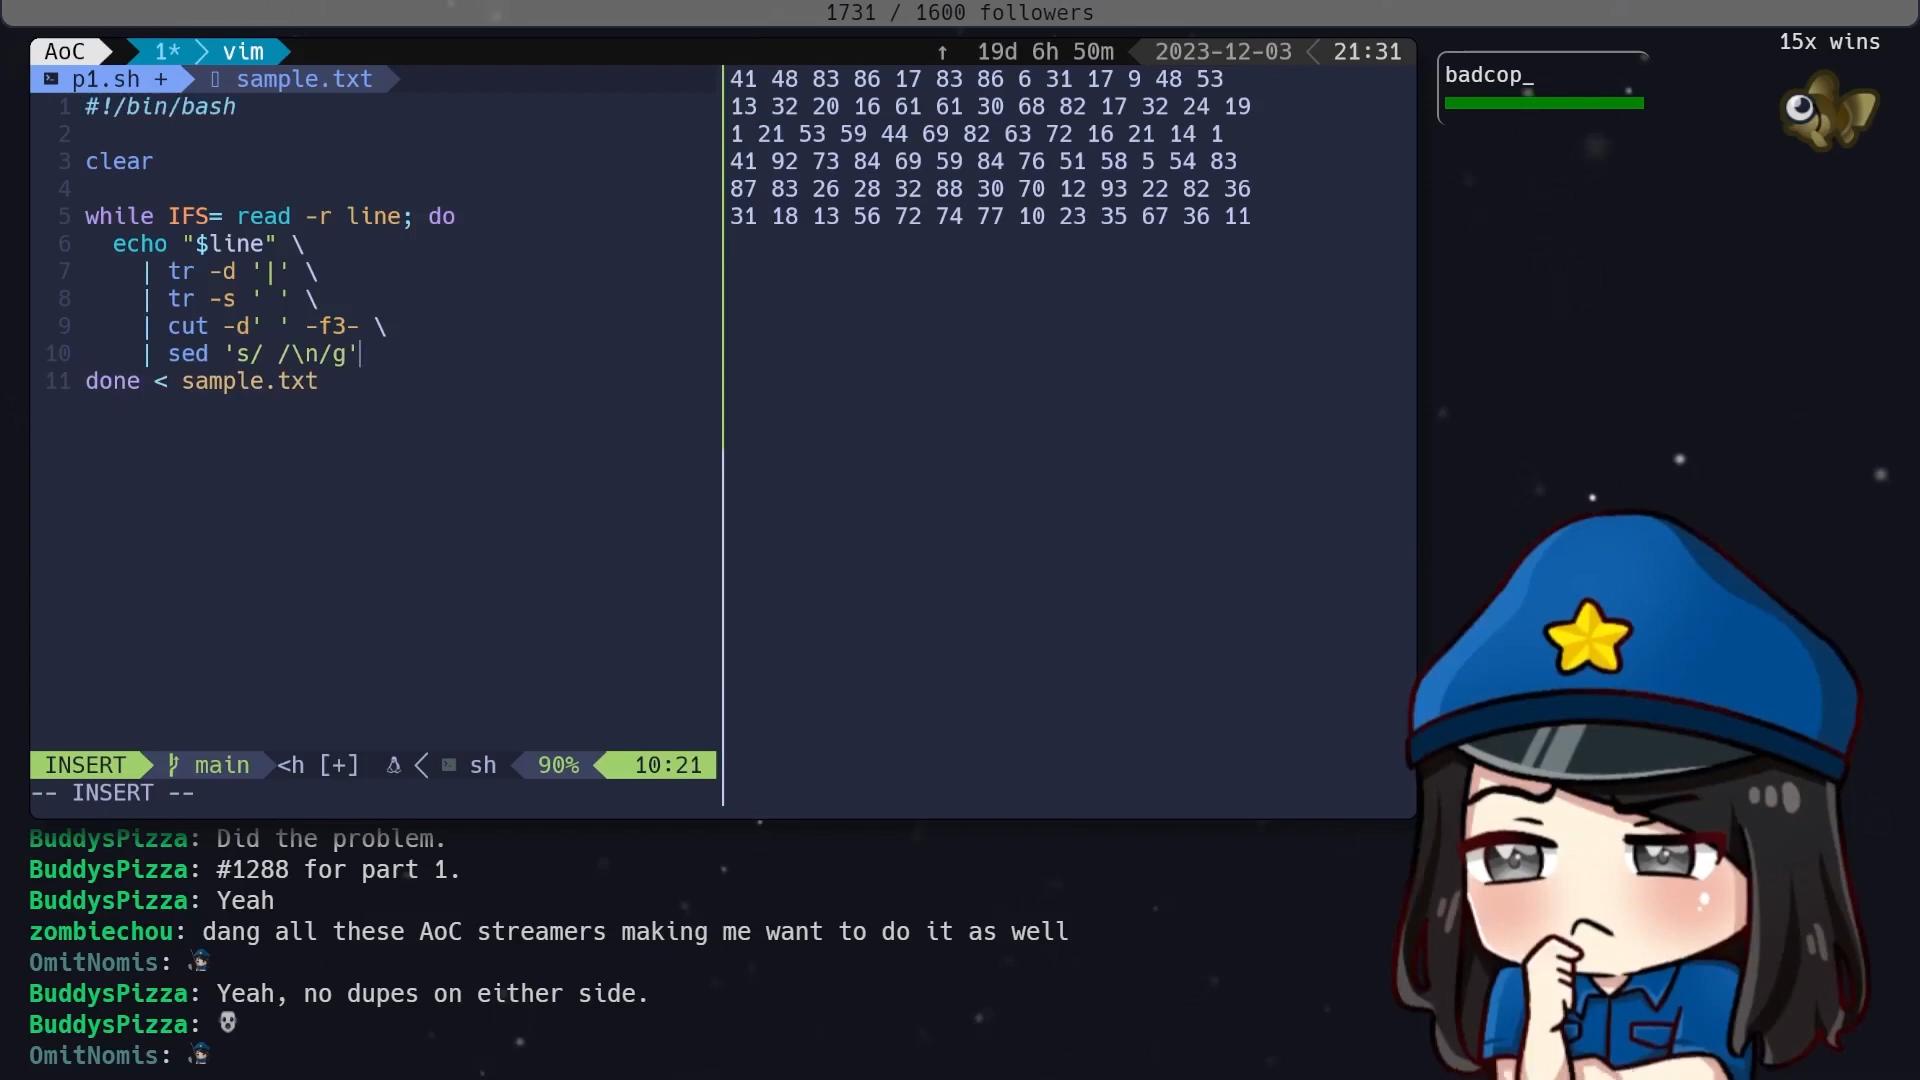 1731 / 1600 followers
AoC 1* vim ↑ 19d 6h 50m 2023-12-03 21:31
p1.sh + sample.txt
1 #!/bin/bash
2
3 clear
4
5 while IFS= read -r line; do
6 echo "$line" \
7 | tr -d '|' \
8 | tr -s ' ' \
9 | cut -d' ' -f3- \
10 | sed 's/ /\n/g'
11 done < sample.txt
41 48 83 86 17 83 86 6 31 17 9 48 53
13 32 20 16 61 61 30 68 82 17 32 24 19
1 21 53 59 44 69 82 63 72 16 21 14 1
41 92 73 84 69 59 84 76 51 58 5 54 83
87 83 26 28 32 88 30 70 12 93 22 82 36
31 18 13 56 72 74 77 10 23 35 67 36 11
badcop_
15x wins
INSERT main <h [+] sh 90% 10:21
-- INSERT --
BuddysPizza: Did the problem.
BuddysPizza: #1288 for part 1.
BuddysPizza: Yeah
zombiechou: dang all these AoC streamers making me want to do it as well
OmitNomis:
BuddysPizza: Yeah, no dupes on either side.
BuddysPizza:
OmitNomis: